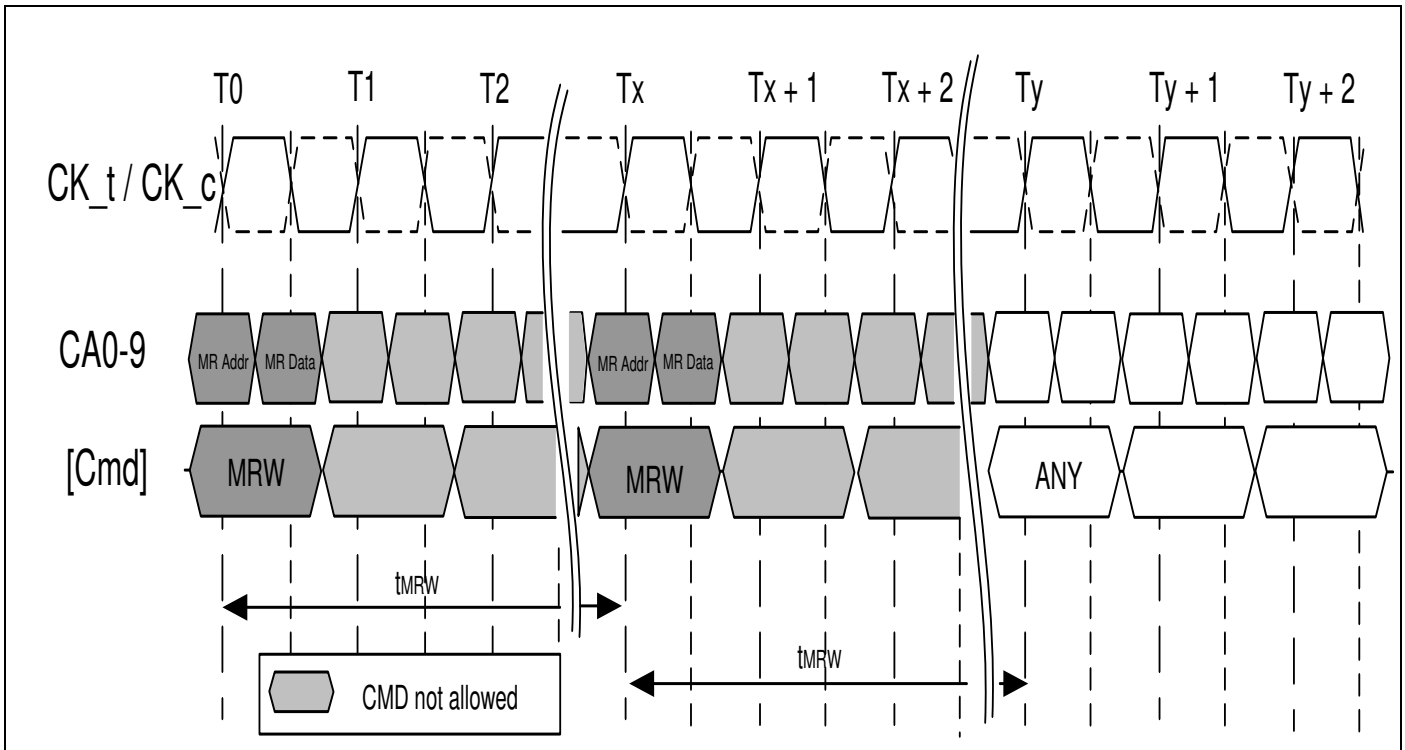 T0 T1 T2 Tx Tx + 1 Tx + 2 Ty Ty + 1 Ty + 2
CK_t / CK_c
CA0-9 MR Addr MR Data MR Addr MR Data
[Cmd] MRW MRW ANY
tMRW
tMRW
CMD not allowed